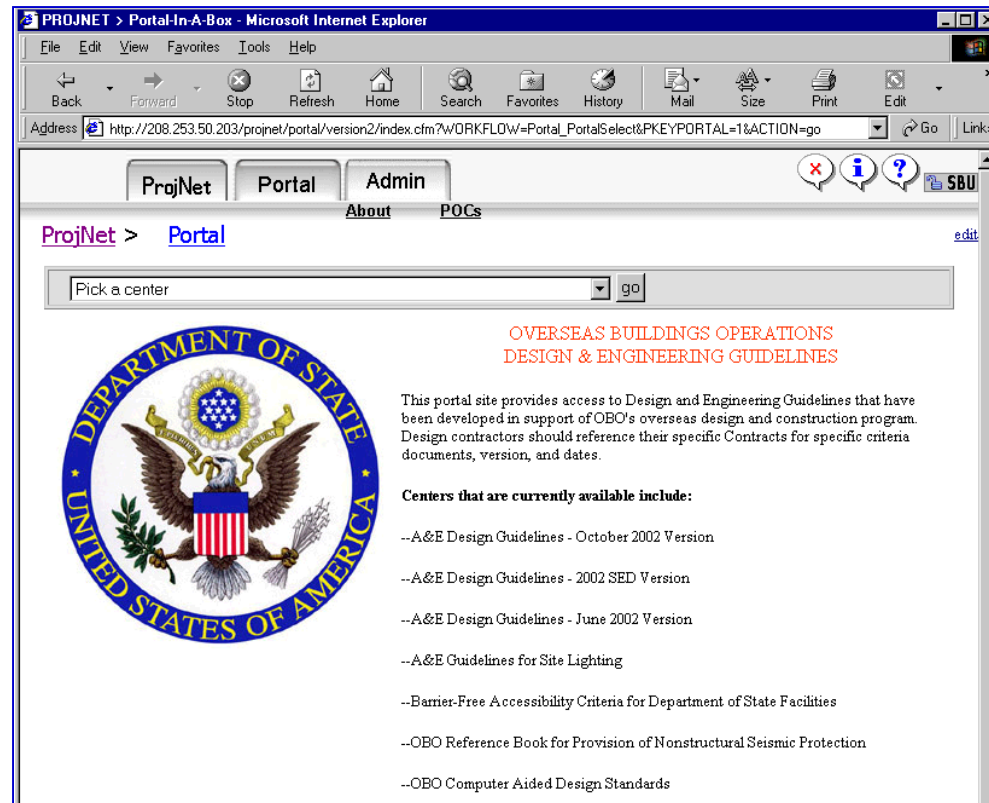 PROJNET > Portal-In-A-Box - Microsoft Internet Explorer
File Edit View Favorites Tools Help
Back Forward Stop Refresh Home Search Favorites History Mail Size Print Edit
Address http://208.253.50.203/projnet/portal/version2/index.cfm?WORKFLOW=Portal_PortalSelect&PKEYPORTAL=1&ACTION=go Go Links
ProjNet Portal Admin SBU
About POCs
ProjNet > Portal edit
Pick a center go
DEPARTMENT OF STATE
UNITED STATES OF AMERICA
OVERSEAS BUILDINGS OPERATIONS
DESIGN & ENGINEERING GUIDELINES
This portal site provides access to Design and Engineering Guidelines that have
been developed in support of OBO's overseas design and construction program.
Design contractors should reference their specific Contracts for specific criteria
documents, version, and dates.
Centers that are currently available include:
--A&E Design Guidelines - October 2002 Version
--A&E Design Guidelines - 2002 SED Version
--A&E Design Guidelines - June 2002 Version
--A&E Guidelines for Site Lighting
--Barrier-Free Accessibility Criteria for Department of State Facilities
--OBO Reference Book for Provision of Nonstructural Seismic Protection
--OBO Computer Aided Design Standards